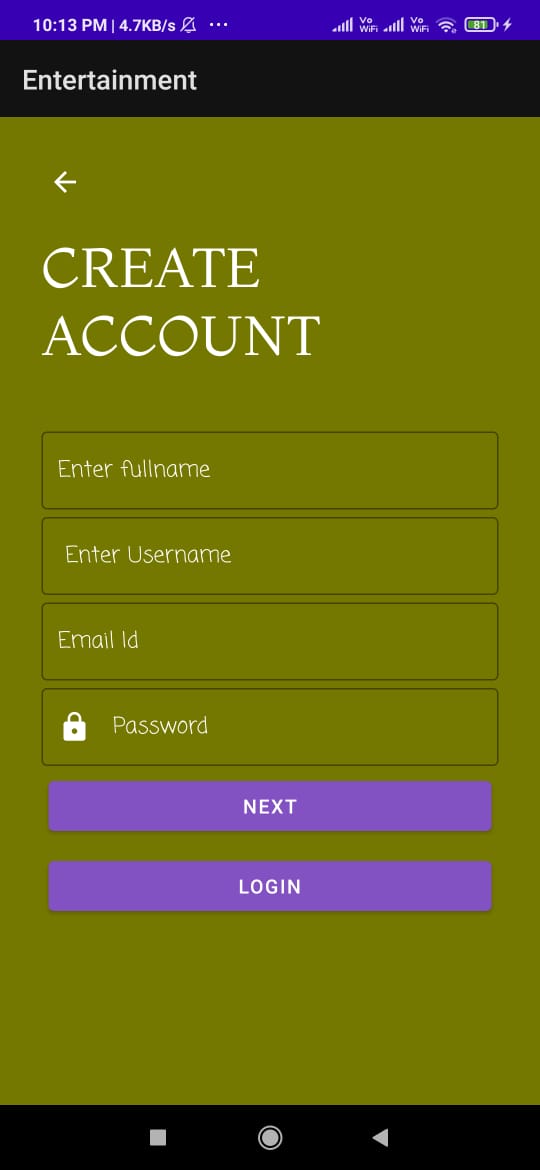 10:13 PM | 4.7KB/s ... Vo WiFi Vo WiFi 81
Entertainment
CREATE
ACCOUNT
Enter fullname
Enter Username
Email Id
Password
NEXT
LOGIN